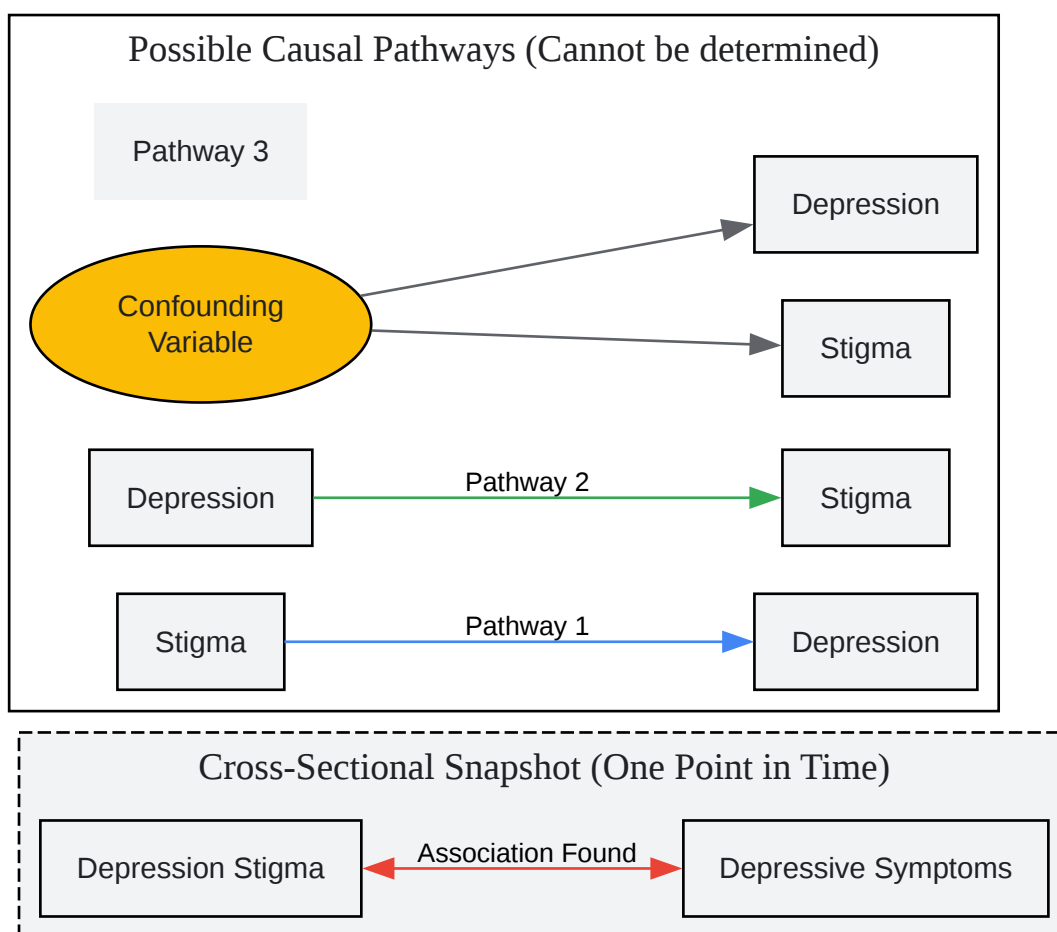 Possible Causal Pathways (Cannot be determined)
Pathway 3
Depression
Confounding
Variable
Stigma
Depression
Pathway 2
Stigma
Stigma
Pathway 1
Depression
Cross-Sectional Snapshot (One Point in Time)
Depression Stigma
Association Found
Depressive Symptoms